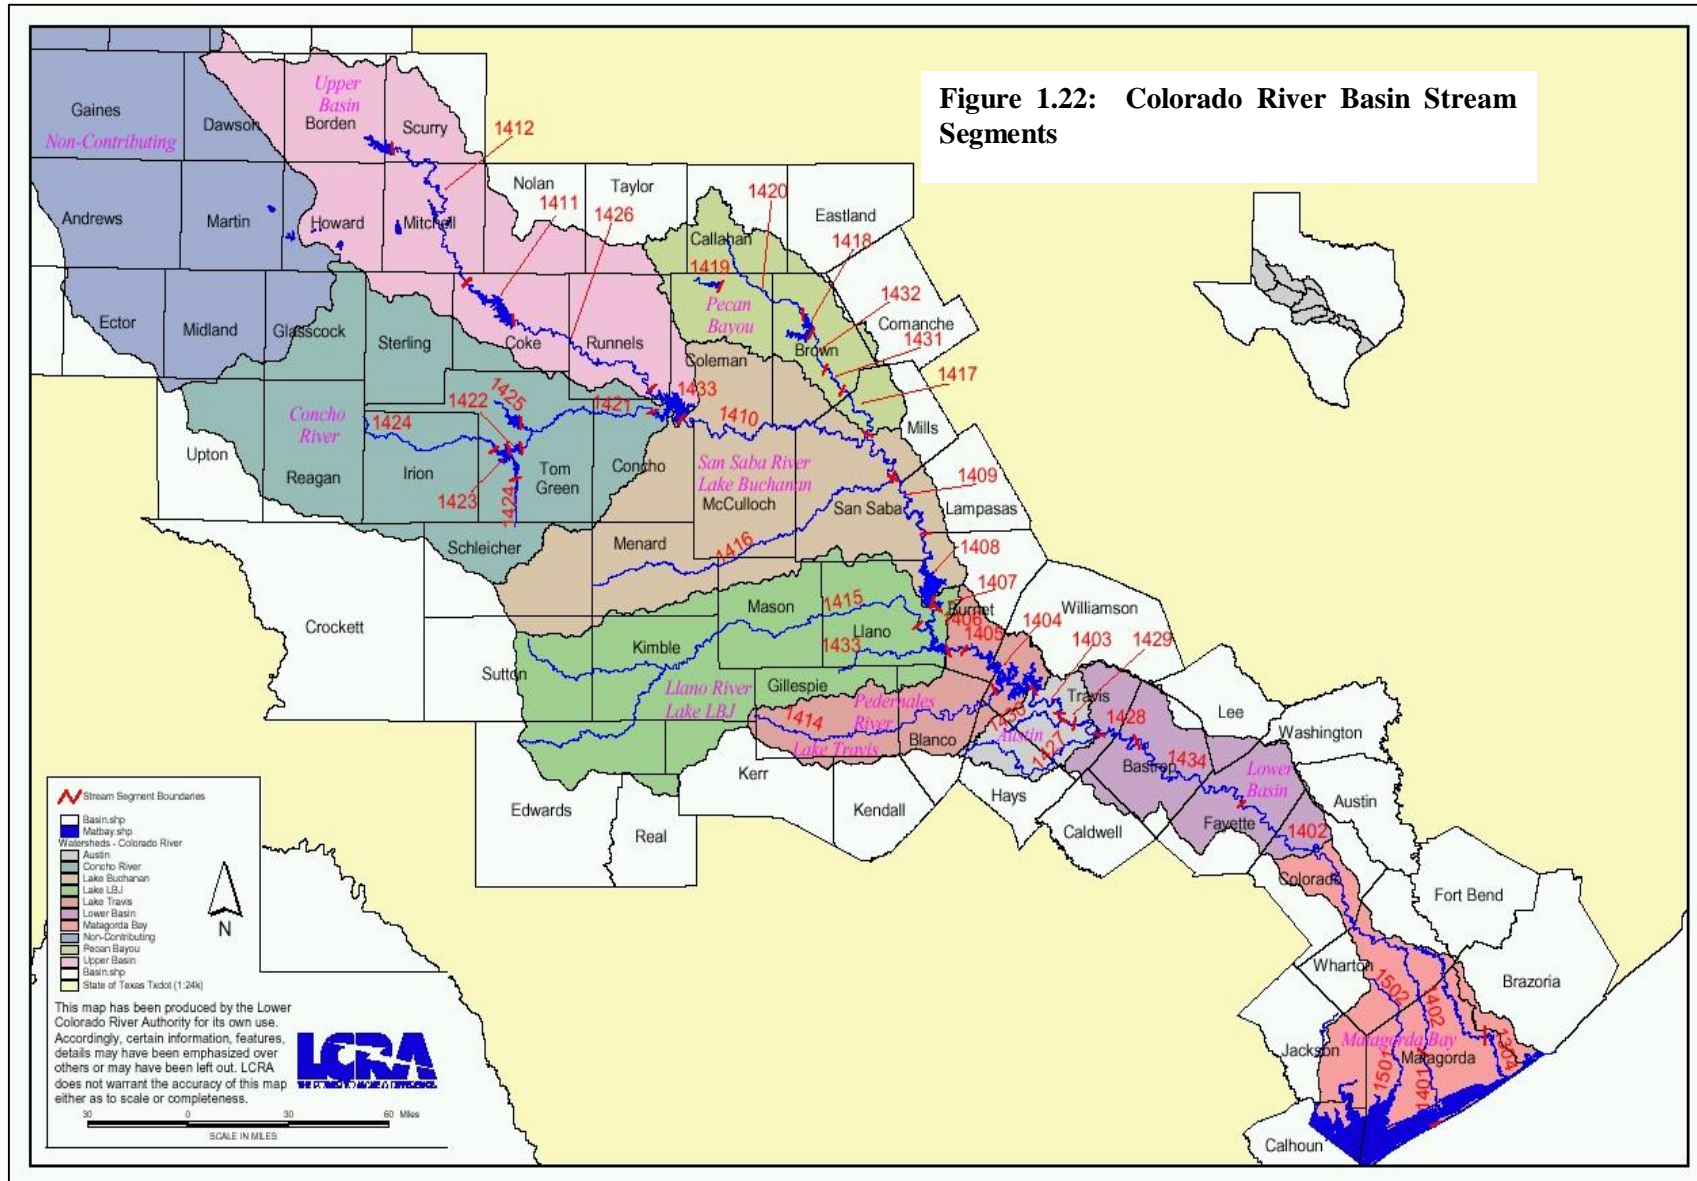 Figure 1.22: Colorado River Basin Stream
Segments
Gaines
Non-Contributing
Dawson
Upper
Basin
Borden
Scurry
1412
Andrews
Martin
Howard
Mitchell
Nolan
1411
Taylor
1426
1420
Eastland
Callahan
1418
1419
Pecan
Bayou
1432
Comanche
Brown
1431
1417
Ector
Midland
Glasscock
Sterling
Coke
Runnels
Coleman
1433
1425
1422
1421
1410
Mills
Concho
River
1424
Upton
Reagan
Irion
1423
1424
Tom
Green
Concho
San Saba River
Lake Buchanan
McCulloch
San Saba
1409
Lampasas
Schleicher
Menard
1416
1408
1407
Burnet
1406
1405
Williamson
1404
1403
1429
Crockett
Mason
1415
Llano
1433
Kimble
Sutton
Llano River
Lake LBJ
Gillespie
Pedernales
River
1414
Lake Travis
Blanco
1430
Austin
1427
Travis
1428
Bastrop
1434
Lee
Washington
Lower
Basin
Fayette
Austin
Kerr
Edwards
Real
Kendall
Hays
Caldwell
1402
Colorado
Fort Bend
Wharton
1502
1402
Brazoria
Jackson
Matagorda Bay
Matagorda
1501
1401
1304
Calhoun
Stream Segment Boundaries
Basin.shp
Matbay.shp
Watersheds - Colorado River
Austin
Concho River
Lake Buchanan
Lake LBJ
Lake Travis
Lower Basin
Matagorda Bay
Non-Contributing
Pecan Bayou
Upper Basin
Basin.shp
State of Texas Txdot (1:24k)
N
This map has been produced by the Lower
Colorado River Authority for its own use.
Accordingly, certain information, features,
details may have been emphasized over
others or may have been left out. LCRA
does not warrant the accuracy of this map
either as to scale or completeness.
LCRA
THE POWER TO MAKE A DIFFERENCE.
30 0 30 60 Miles
SCALE IN MILES